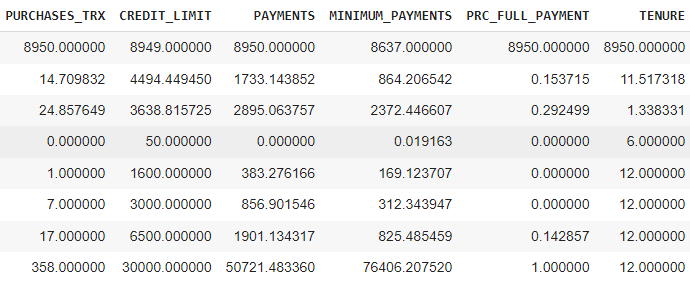 PURCHASES_TRX CREDIT_LIMIT PAYMENTS MINIMUM_PAYMENTS PRC_FULL_PAYMENT TENURE
8950.000000 8949.000000 8950.000000 8637.000000 8950.000000 8950.000000
14.709832 4494.449450 1733.143852 864.206542 0.153715 11.517318
24.857649 3638.815725 2895.063757 2372.446607 0.292499 1.338331
0.000000 50.000000 0.000000 0.019163 0.000000 6.000000
1.000000 1600.000000 383.276166 169.123707 0.000000 12.000000
7.000000 3000.000000 856.901546 312.343947 0.000000 12.000000
17.000000 6500.000000 1901.134317 825.485459 0.142857 12.000000
358.000000 30000.000000 50721.483360 76406.207520 1.000000 12.000000